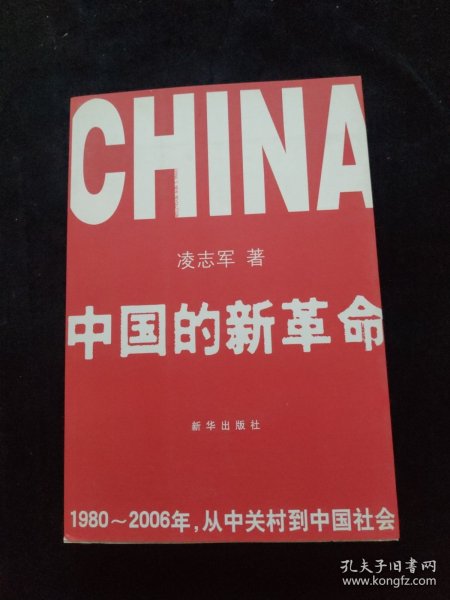 CHINA
凌志军 著
中国的新革命
新华出版社
1980～2006年，从中关村到中国社会
孔夫子旧书网
www.kongfz.com